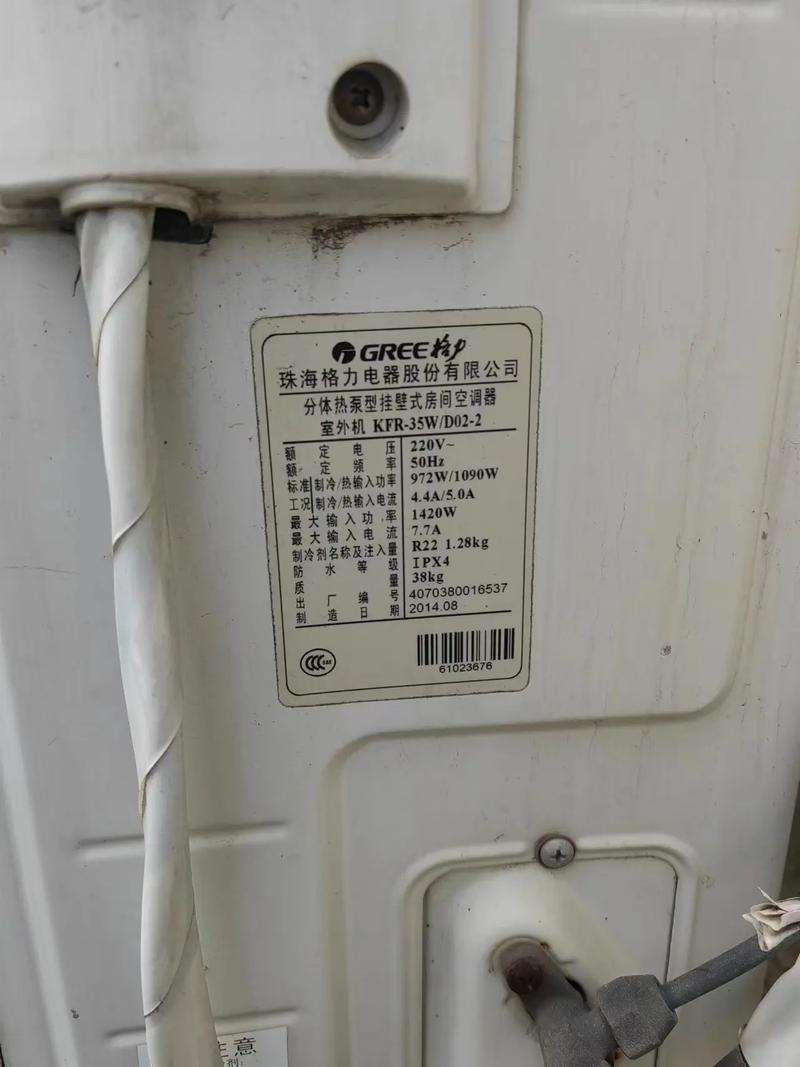 GREE 格力
珠海格力电器股份有限公司
分体热泵型挂壁式房间空调器
室外机 KFR-35W/D02-2
额定电压 220V~
额定频率 50Hz
标准 制冷/热输入功率 972W/1090W
工况 制冷/热输入电流 4.4A/5.0A
最大输入功率 1420W
最大输入电流 7.7A
制冷剂名称及注入量 R22 1.28kg
防水等级 IPX4
质量 38kg
出厂编号 4070380016537
制造日期 2014.08
CCC S&E
61023676
注意
剂: